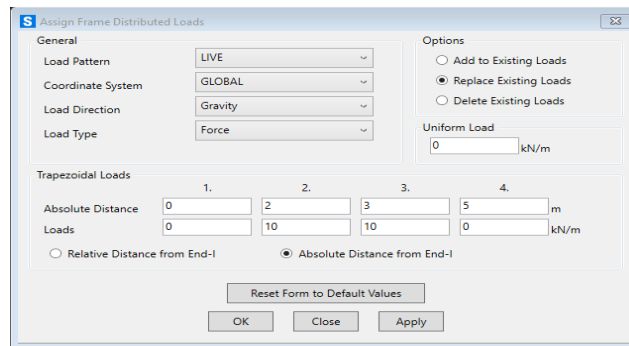 S Assign Frame Distributed Loads
General
Load Pattern LIVE
Coordinate System GLOBAL
Load Direction Gravity
Load Type Force
Options
Add to Existing Loads
Replace Existing Loads
Delete Existing Loads
Uniform Load
0 kN/m
Trapezoidal Loads
1. 2. 3. 4.
Absolute Distance 0 2 3 5 m
Loads 0 10 10 0 kN/m
Relative Distance from End-I Absolute Distance from End-I
Reset Form to Default Values
OK Close Apply